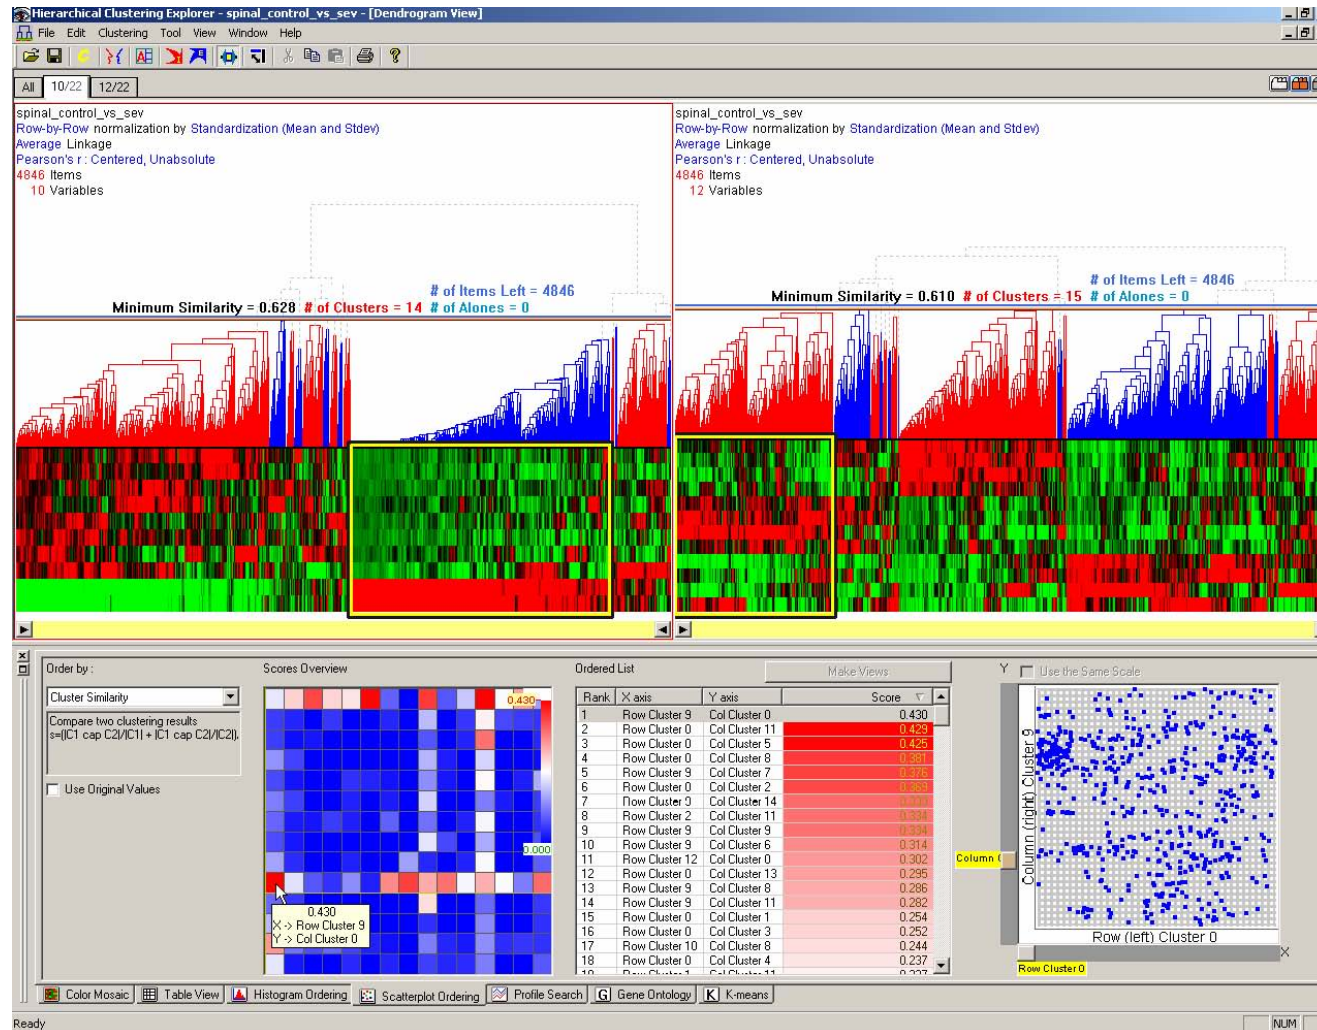 Hierarchical Clustering Explorer - spinal_control_vs_sev - [Dendrogram View]
File Edit Clustering Tool View Window Help
All 10/22 12/22
spinal_control_vs_sev
Row-by-Row normalization by Standardization (Mean and Stdev)
Average Linkage
Pearson's r : Centered, Unabsolute
4846 Items
10 Variables
# of Items Left = 4846
Minimum Similarity = 0.628 # of Clusters = 14 # of Alones = 0
spinal_control_vs_sev
Row-by-Row normalization by Standardization (Mean and Stdev)
Average Linkage
Pearson's r : Centered, Unabsolute
4846 Items
12 Variables
# of Items Left = 4846
Minimum Similarity = 0.610 # of Clusters = 15 # of Alones = 0
Order by :
Cluster Similarity
Compare two clustering results
s=(|C1 cap C2|/|C1| + |C1 cap C2|/|C2|),
Use Original Values
Scores Overview
0.430
0.000
0.430
X -> Row Cluster 9
Y -> Col Cluster 0
Ordered List
Make Views
Rank X axis Y axis Score
1 Row Cluster 9 Col Cluster 0 0.430
2 Row Cluster 0 Col Cluster 11 0.429
3 Row Cluster 0 Col Cluster 5 0.425
4 Row Cluster 0 Col Cluster 8 0.381
5 Row Cluster 9 Col Cluster 7 0.376
6 Row Cluster 0 Col Cluster 2 0.369
7 Row Cluster Col Cluster 14
8 Row Cluster 2 Col Cluster 11 0.334
9 Row Cluster 9 Col Cluster 9 0.334
10 Row Cluster 9 Col Cluster 6 0.314
11 Row Cluster 12 Col Cluster 0 0.302
12 Row Cluster 0 Col Cluster 13 0.295
13 Row Cluster 9 Col Cluster 8 0.286
14 Row Cluster 9 Col Cluster 11 0.282
15 Row Cluster 0 Col Cluster 1 0.254
16 Row Cluster 0 Col Cluster 3 0.252
17 Row Cluster 10 Col Cluster 8 0.244
18 Row Cluster 0 Col Cluster 4 0.237
Y
Use the Same Scale
Column (right) Cluster 9
Column
Row (left) Cluster 0
X
Row Cluster 0
Color Mosaic Table View Histogram Ordering Scatterplot Ordering Profile Search G Gene Ontology K K-means
Ready
NUM